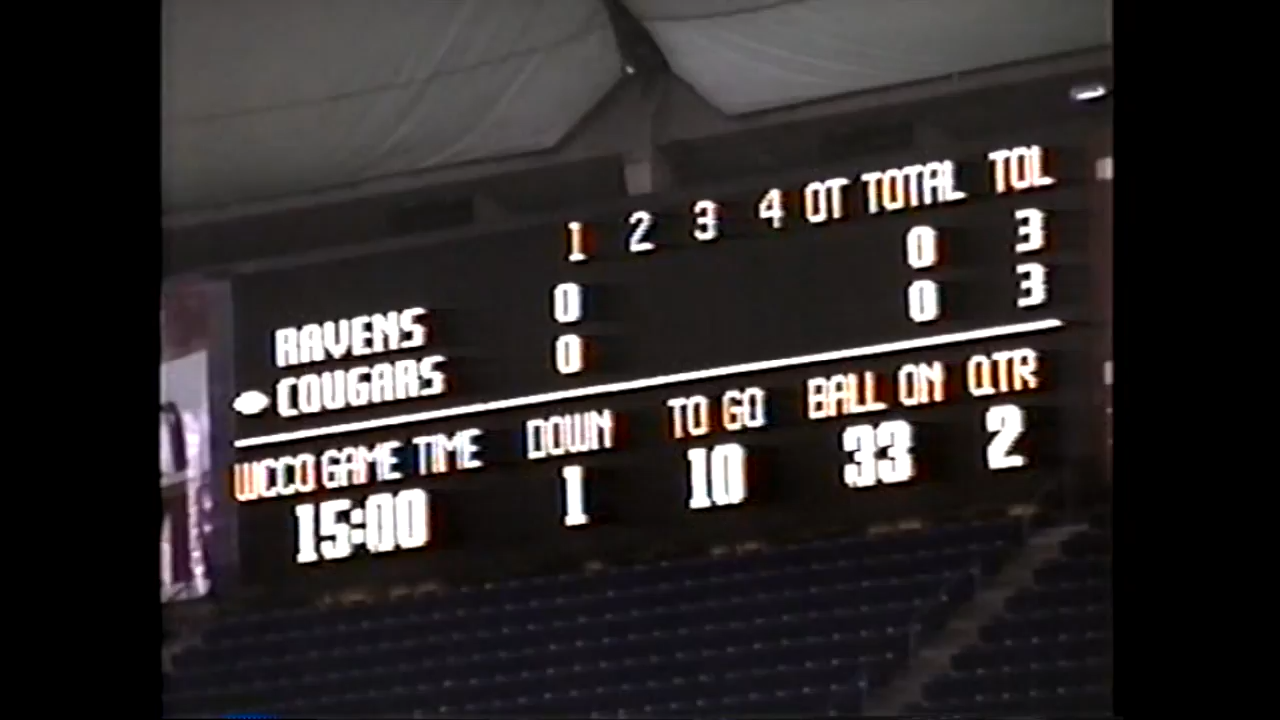 1 2 3 4 OT TOTAL TOL
RAVENS 0 0 3
COUGARS 0 0 3
WCCO GAME TIME DOWN TO GO BALL ON QTR
15:00 1 10 33 2